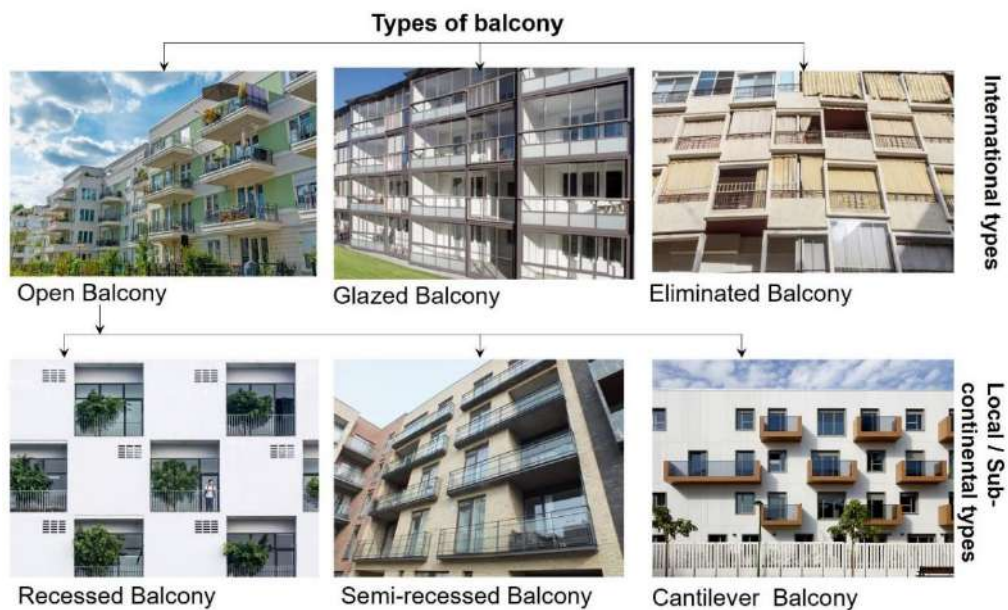 Types of balcony
International types
Open Balcony
Glazed Balcony
Eliminated Balcony
Local / Sub-
continental types
Recessed Balcony
Semi-recessed Balcony
Cantilever Balcony